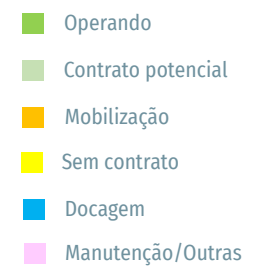 Operando
Contrato potencial
Mobilização
Sem contrato
Docagem
Manutenção/Outras